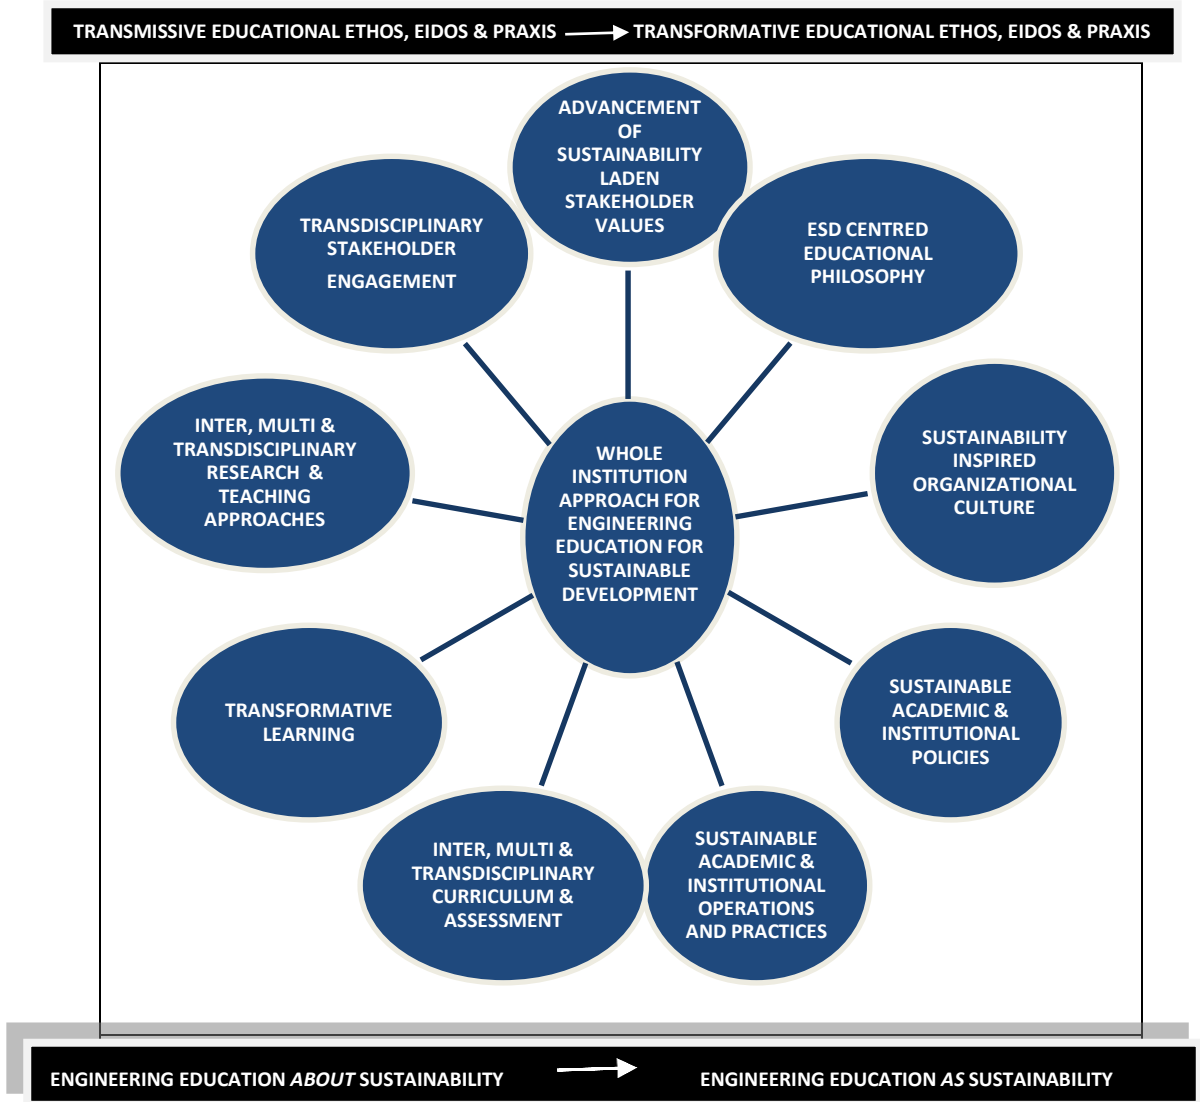 TRANSMISSIVE EDUCATIONAL ETHOS, EIDOS & PRAXIS TRANSFORMATIVE EDUCATIONAL ETHOS, EIDOS & PRAXIS
ADVANCEMENT
OF
SUSTAINABILITY
LADEN
STAKEHOLDER
VALUES
TRANSDISCIPLINARY
STAKEHOLDER
ENGAGEMENT
ESD CENTRED
EDUCATIONAL
PHILOSOPHY
INTER, MULTI &
TRANSDISCIPLINARY
RESEARCH &
TEACHING
APPROACHES
WHOLE
INSTITUTION
APPROACH FOR
ENGINEERING
EDUCATION FOR
SUSTAINABLE
DEVELOPMENT
SUSTAINABILITY
INSPIRED
ORGANIZATIONAL
CULTURE
TRANSFORMATIVE
LEARNING
SUSTAINABLE
ACADEMIC &
INSTITUTIONAL
POLICIES
INTER, MULTI &
TRANSDISCIPLINARY
CURRICULUM &
ASSESSMENT
SUSTAINABLE
ACADEMIC &
INSTITUTIONAL
OPERATIONS
AND PRACTICES
ENGINEERING EDUCATION ABOUT SUSTAINABILITY ENGINEERING EDUCATION AS SUSTAINABILITY